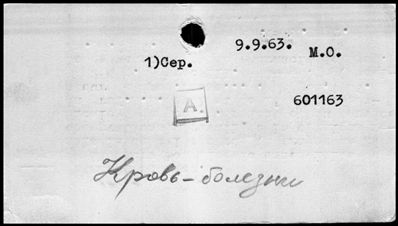 9.9.63. М.О.
1)Сер.
601163
А.
Кровь-болезни